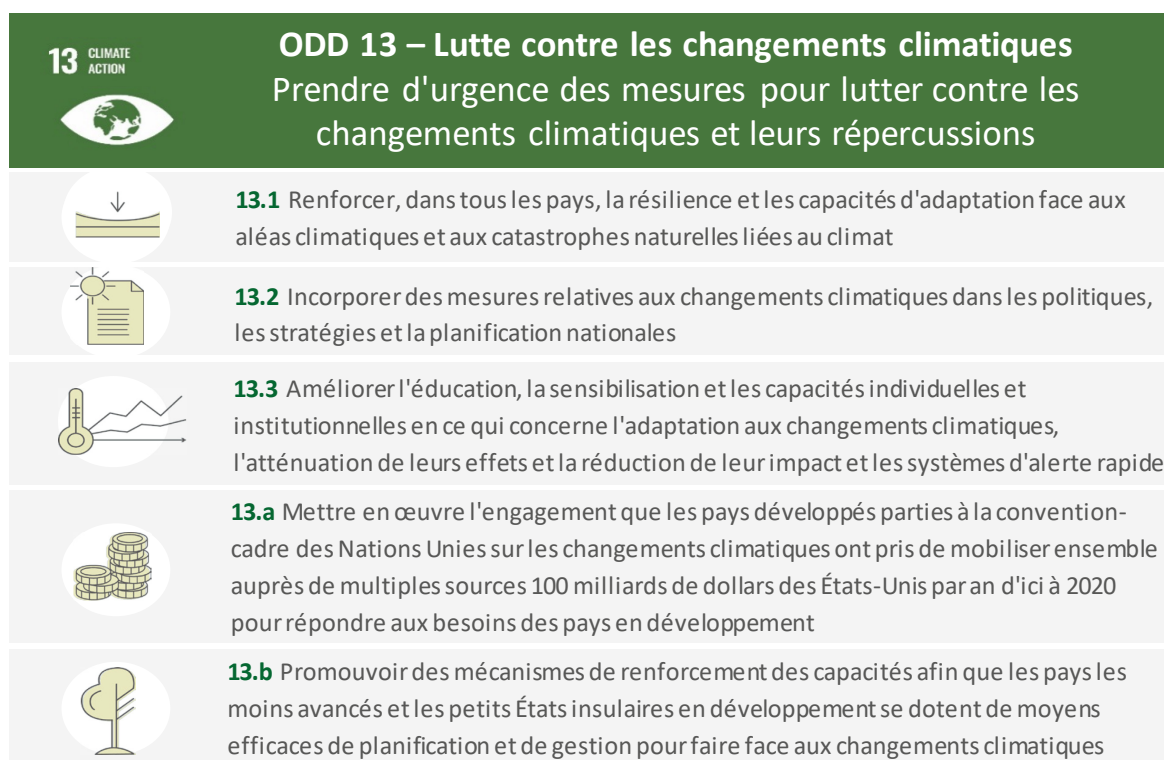 13 CLIMATE
ACTION
ODD 13 – Lutte contre les changements climatiques
Prendre d'urgence des mesures pour lutter contre les
changements climatiques et leurs répercussions
13.1 Renforcer, dans tous les pays, la résilience et les capacités d'adaptation face aux
aléas climatiques et aux catastrophes naturelles liées au climat
13.2 Incorporer des mesures relatives aux changements climatiques dans les politiques,
les stratégies et la planification nationales
13.3 Améliorer l'éducation, la sensibilisation et les capacités individuelles et
institutionnelles en ce qui concerne l'adaptation aux changements climatiques,
l'atténuation de leurs effets et la réduction de leur impact et les systèmes d'alerte rapide
13.a Mettre en œuvre l'engagement que les pays développés parties à la convention-
cadre des Nations Unies sur les changements climatiques ont pris de mobiliser ensemble
auprès de multiples sources 100 milliards de dollars des États-Unis par an d'ici à 2020
pour répondre aux besoins des pays en développement
13.b Promouvoir des mécanismes de renforcement des capacités afin que les pays les
moins avancés et les petits États insulaires en développement se dotent de moyens
efficaces de planification et de gestion pour faire face aux changements climatiques